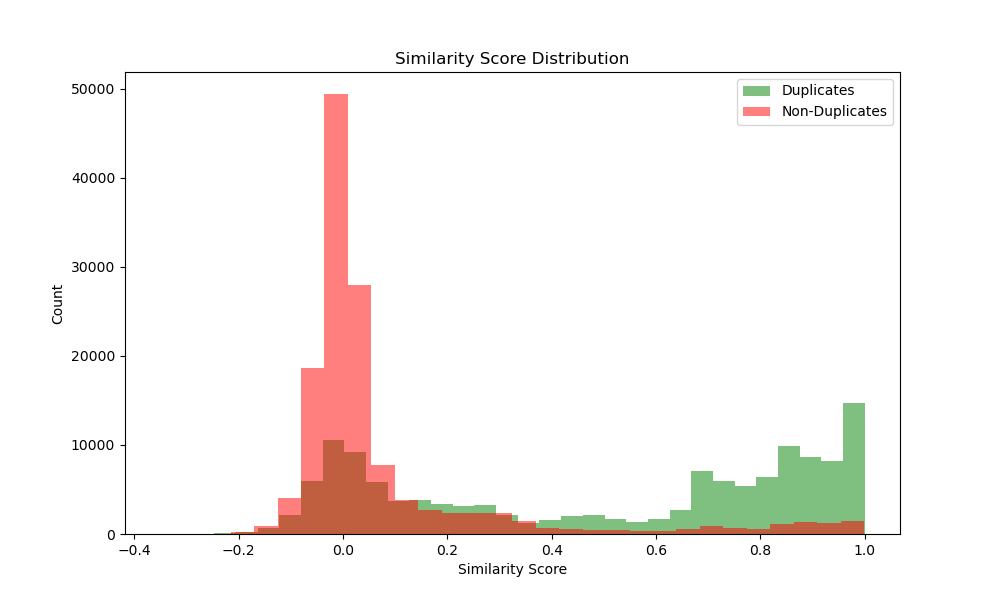 Similarity Score Distribution
Duplicates
Non-Duplicates
50000
40000
30000
20000
10000
0
Count
−0.4
−0.2
0.0
0.2
0.4
0.6
0.8
1.0
Similarity Score